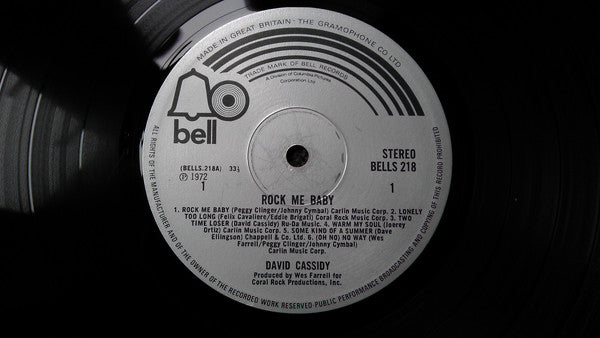 MADE IN GREAT BRITAIN · THE GRAMOPHONE CO LTD
TRADE MARK OF BELL RECORDS
A Division of Columbia Pictures
Corporation Ltd
bell
STEREO
BELLS 218
(BELLS.218A) 33⅓
℗ 1972
1
1
ROCK ME BABY
1. ROCK ME BABY (Peggy Clinger/Johnny Cymbal) Carlin Music Corp. 2. LONELY
TOO LONG (Felix Cavaliore/Eddie Brigati) Coral Rock Music Corp. 3. TWO
TIME LOSER (David Cassidy) Ru-Da Music. 4. WARM MY SOUL (Joerey
Ortiz) Carlin Music Corp. 5. SOME KIND OF A SUMMER (Dave
Ellingson) Chappell & Co. Ltd. 6. (OH NO) NO WAY (Wes
Farrell/Peggy Clinger/Johnny Cymbal)
Carlin Music Corp.
DAVID CASSIDY
Produced by Wes Farrell for
Coral Rock Productions, Inc.
ALL RIGHTS OF THE MANUFACTURER AND OF THE OWNER OF THE RECORDED WORK RESERVED·PUBLIC PERFORMANCE BROADCASTING AND COPYING OF THIS RECORD PROHIBITED